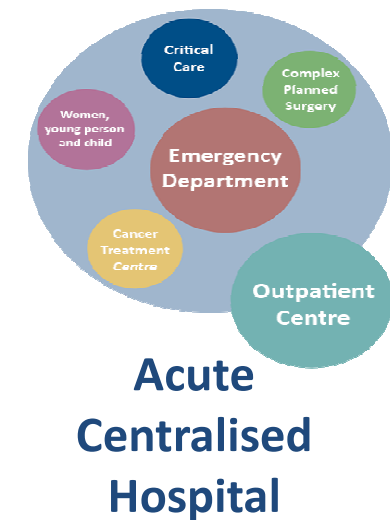 Critical
Care
Complex
Planned
Surgery
Women,
young person
and child
Emergency
Department
Cancer
Treatment
Centre
Outpatient
Centre
Acute
Centralised
Hospital